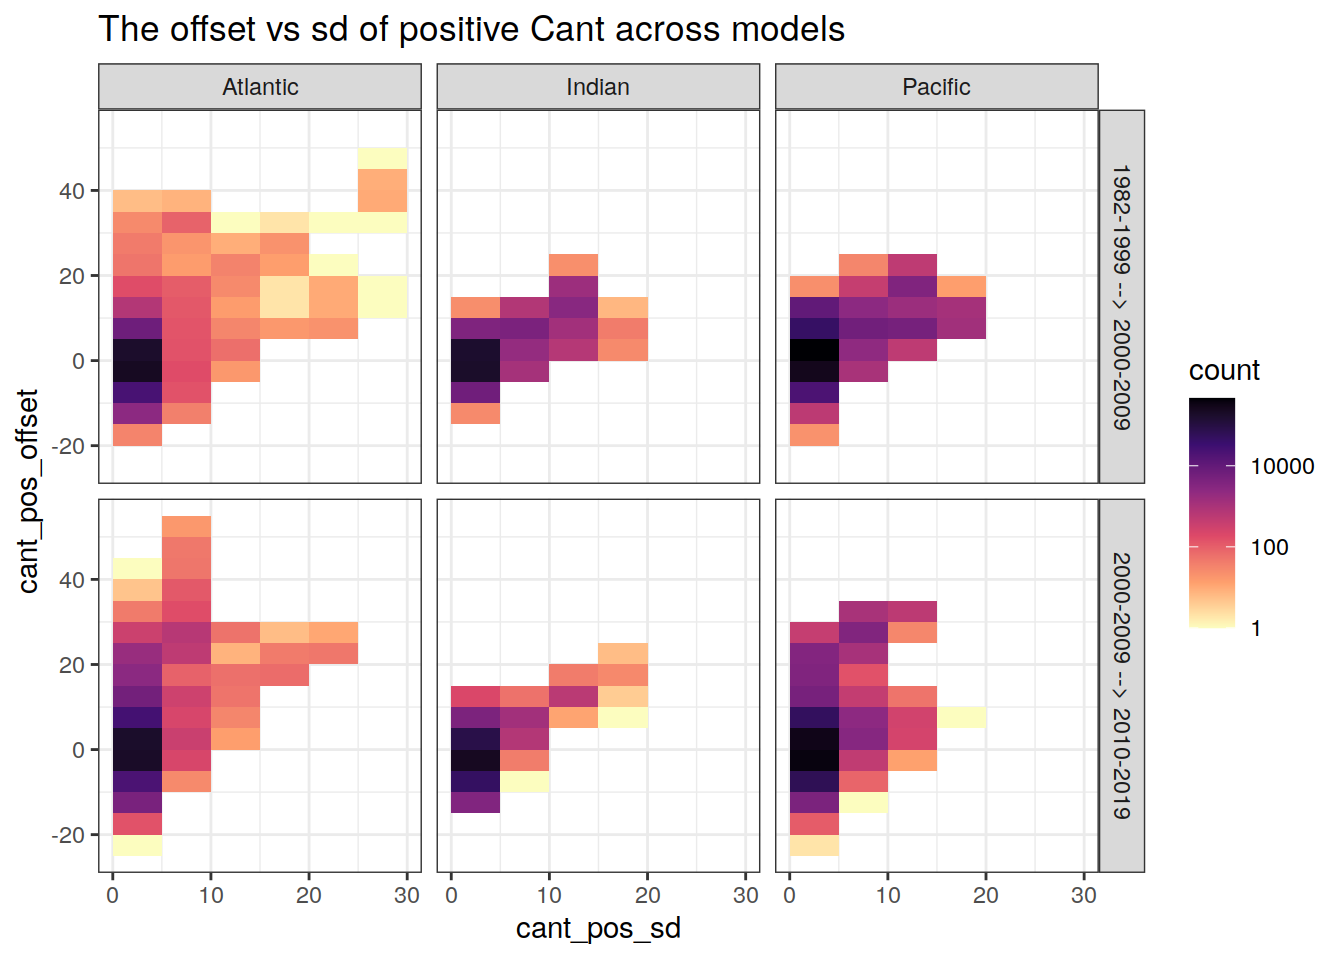 The offset vs sd of positive Cant across models
Atlantic
Indian
Pacific
1982-1999 --> 2000-2009
2000-2009 --> 2010-2019
cant_pos_offset
40
20
0
-20
40
20
0
-20
0 10 20 30
0 10 20 30
0 10 20 30
cant_pos_sd
count
10000
100
1